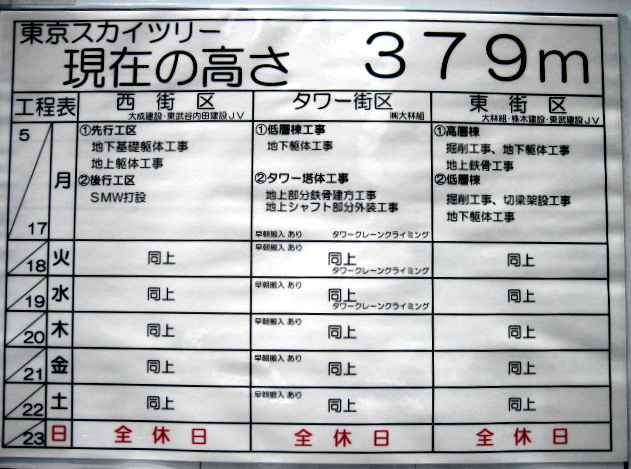 東京スカイツリー
現在の高さ 379m
工程表 西街区 タワー街区 東街区
大成建設・東武谷内田建設JV ㈱大林組 大林組・株木建設・東武建設JV
5/17 月
①先行工区
地下基礎躯体工事
地上躯体工事
②後行工区
SMW打設
①低層棟工事
地下躯体工事
②タワー塔体工事
地上部分鉄骨建方工事
地上シャフト部分外装工事
早朝搬入 あり タワークレーンクライミング
①高層棟
掘削工事、地下躯体工事
地上鉄骨工事
②低層棟
掘削工事、切梁架設工事
地下躯体工事
18 火 同上 早朝搬入 あり 同上 タワークレーンクライミング 同上
19 水 同上 早朝搬入 あり 同上 タワークレーンクライミング 同上
20 木 同上 早朝搬入 あり 同上 同上
21 金 同上 早朝搬入 あり 同上 同上
22 土 同上 早朝搬入 あり 同上 同上
23 日 全休日 全休日 全休日